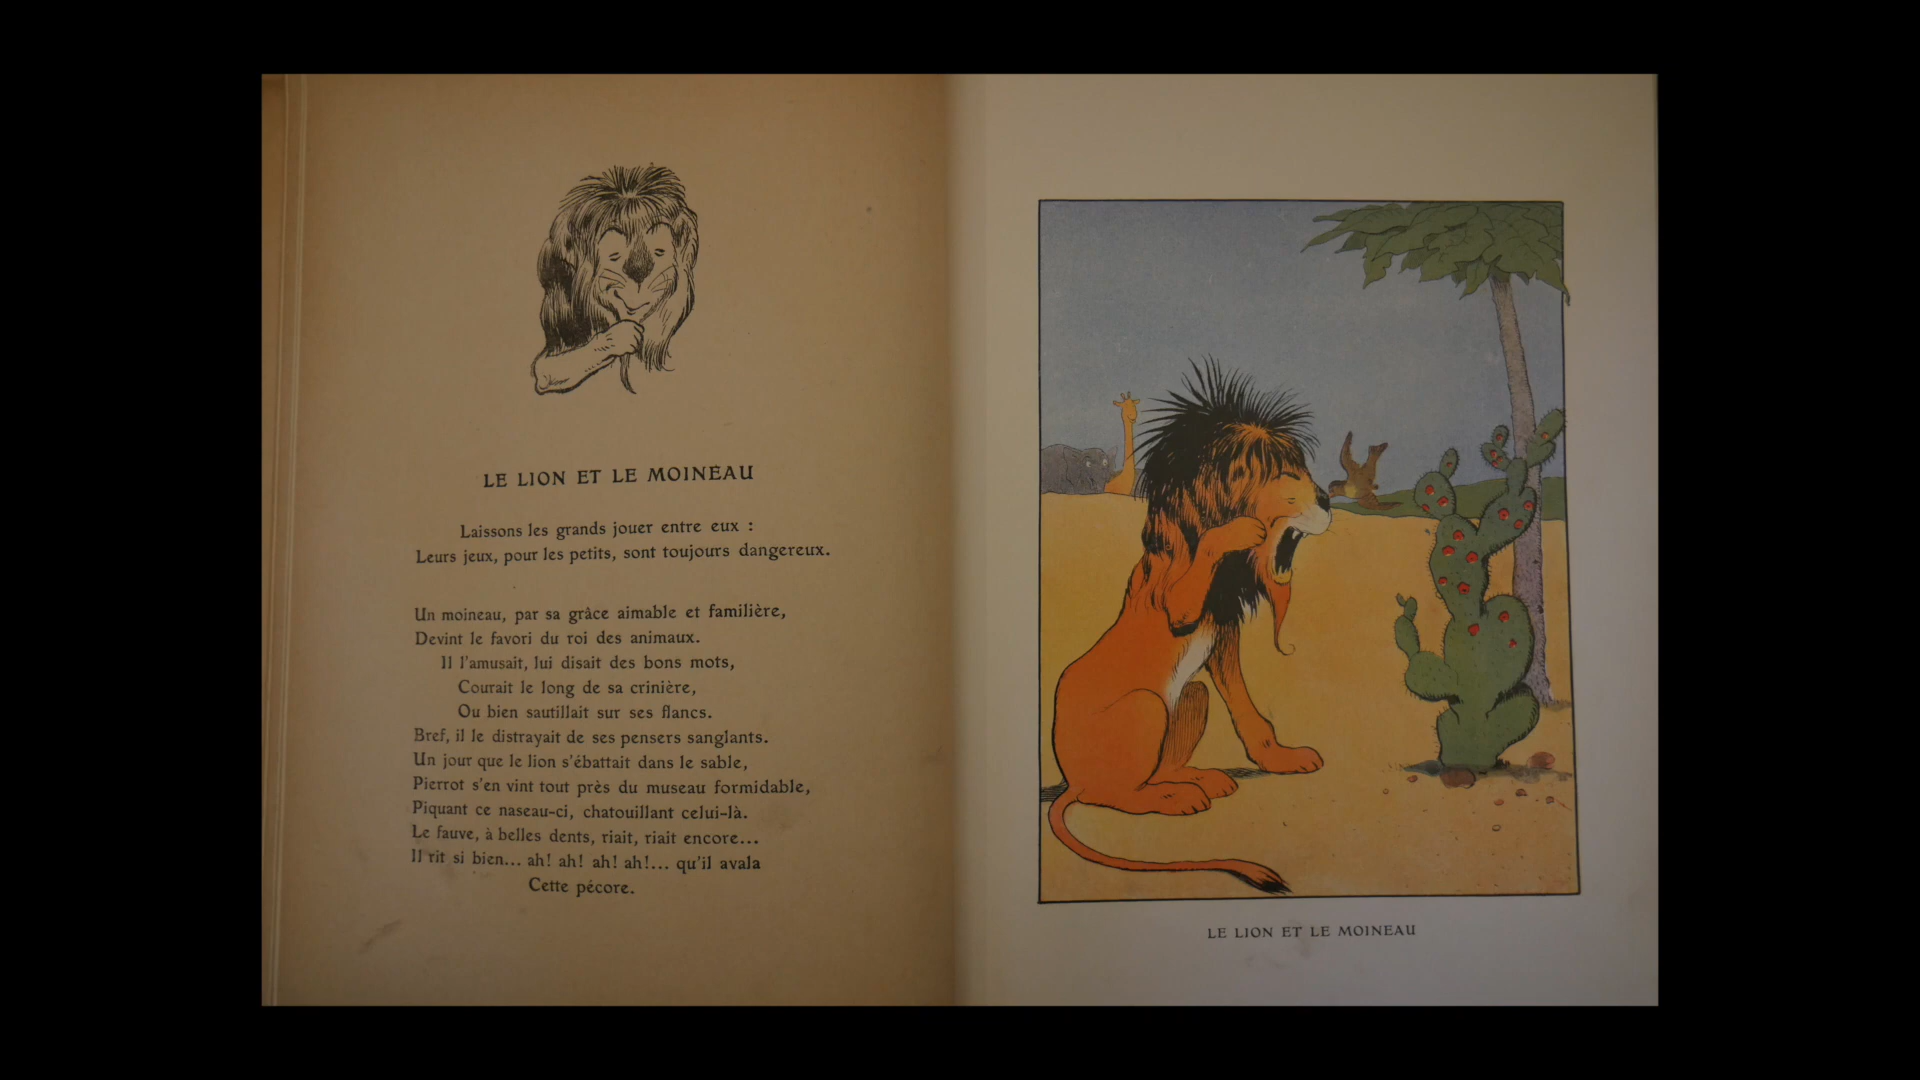 LE LION ET LE MOINEAU
Laissons les grands jouer entre eux :
Leurs jeux, pour les petits, sont toujours dangereux.
Un moineau, par sa grâce aimable et familière,
Devint le favori du roi des animaux.
Il l'amusait, lui disait des bons mots,
Courait le long de sa crinière,
Ou bien sautillait sur ses flancs.
Bref, il le distrayait de ses pensers sanglants.
Un jour que le lion s'ébattait dans le sable,
Pierrot s'en vint tout près du museau formidable,
Piquant ce naseau-ci, chatouillant celui-là.
Le fauve, à belles dents, riait, riait encore...
Il rit si bien... ah! ah! ah! ah!... qu'il avala
Cette pécore.
LE LION ET LE MOINEAU